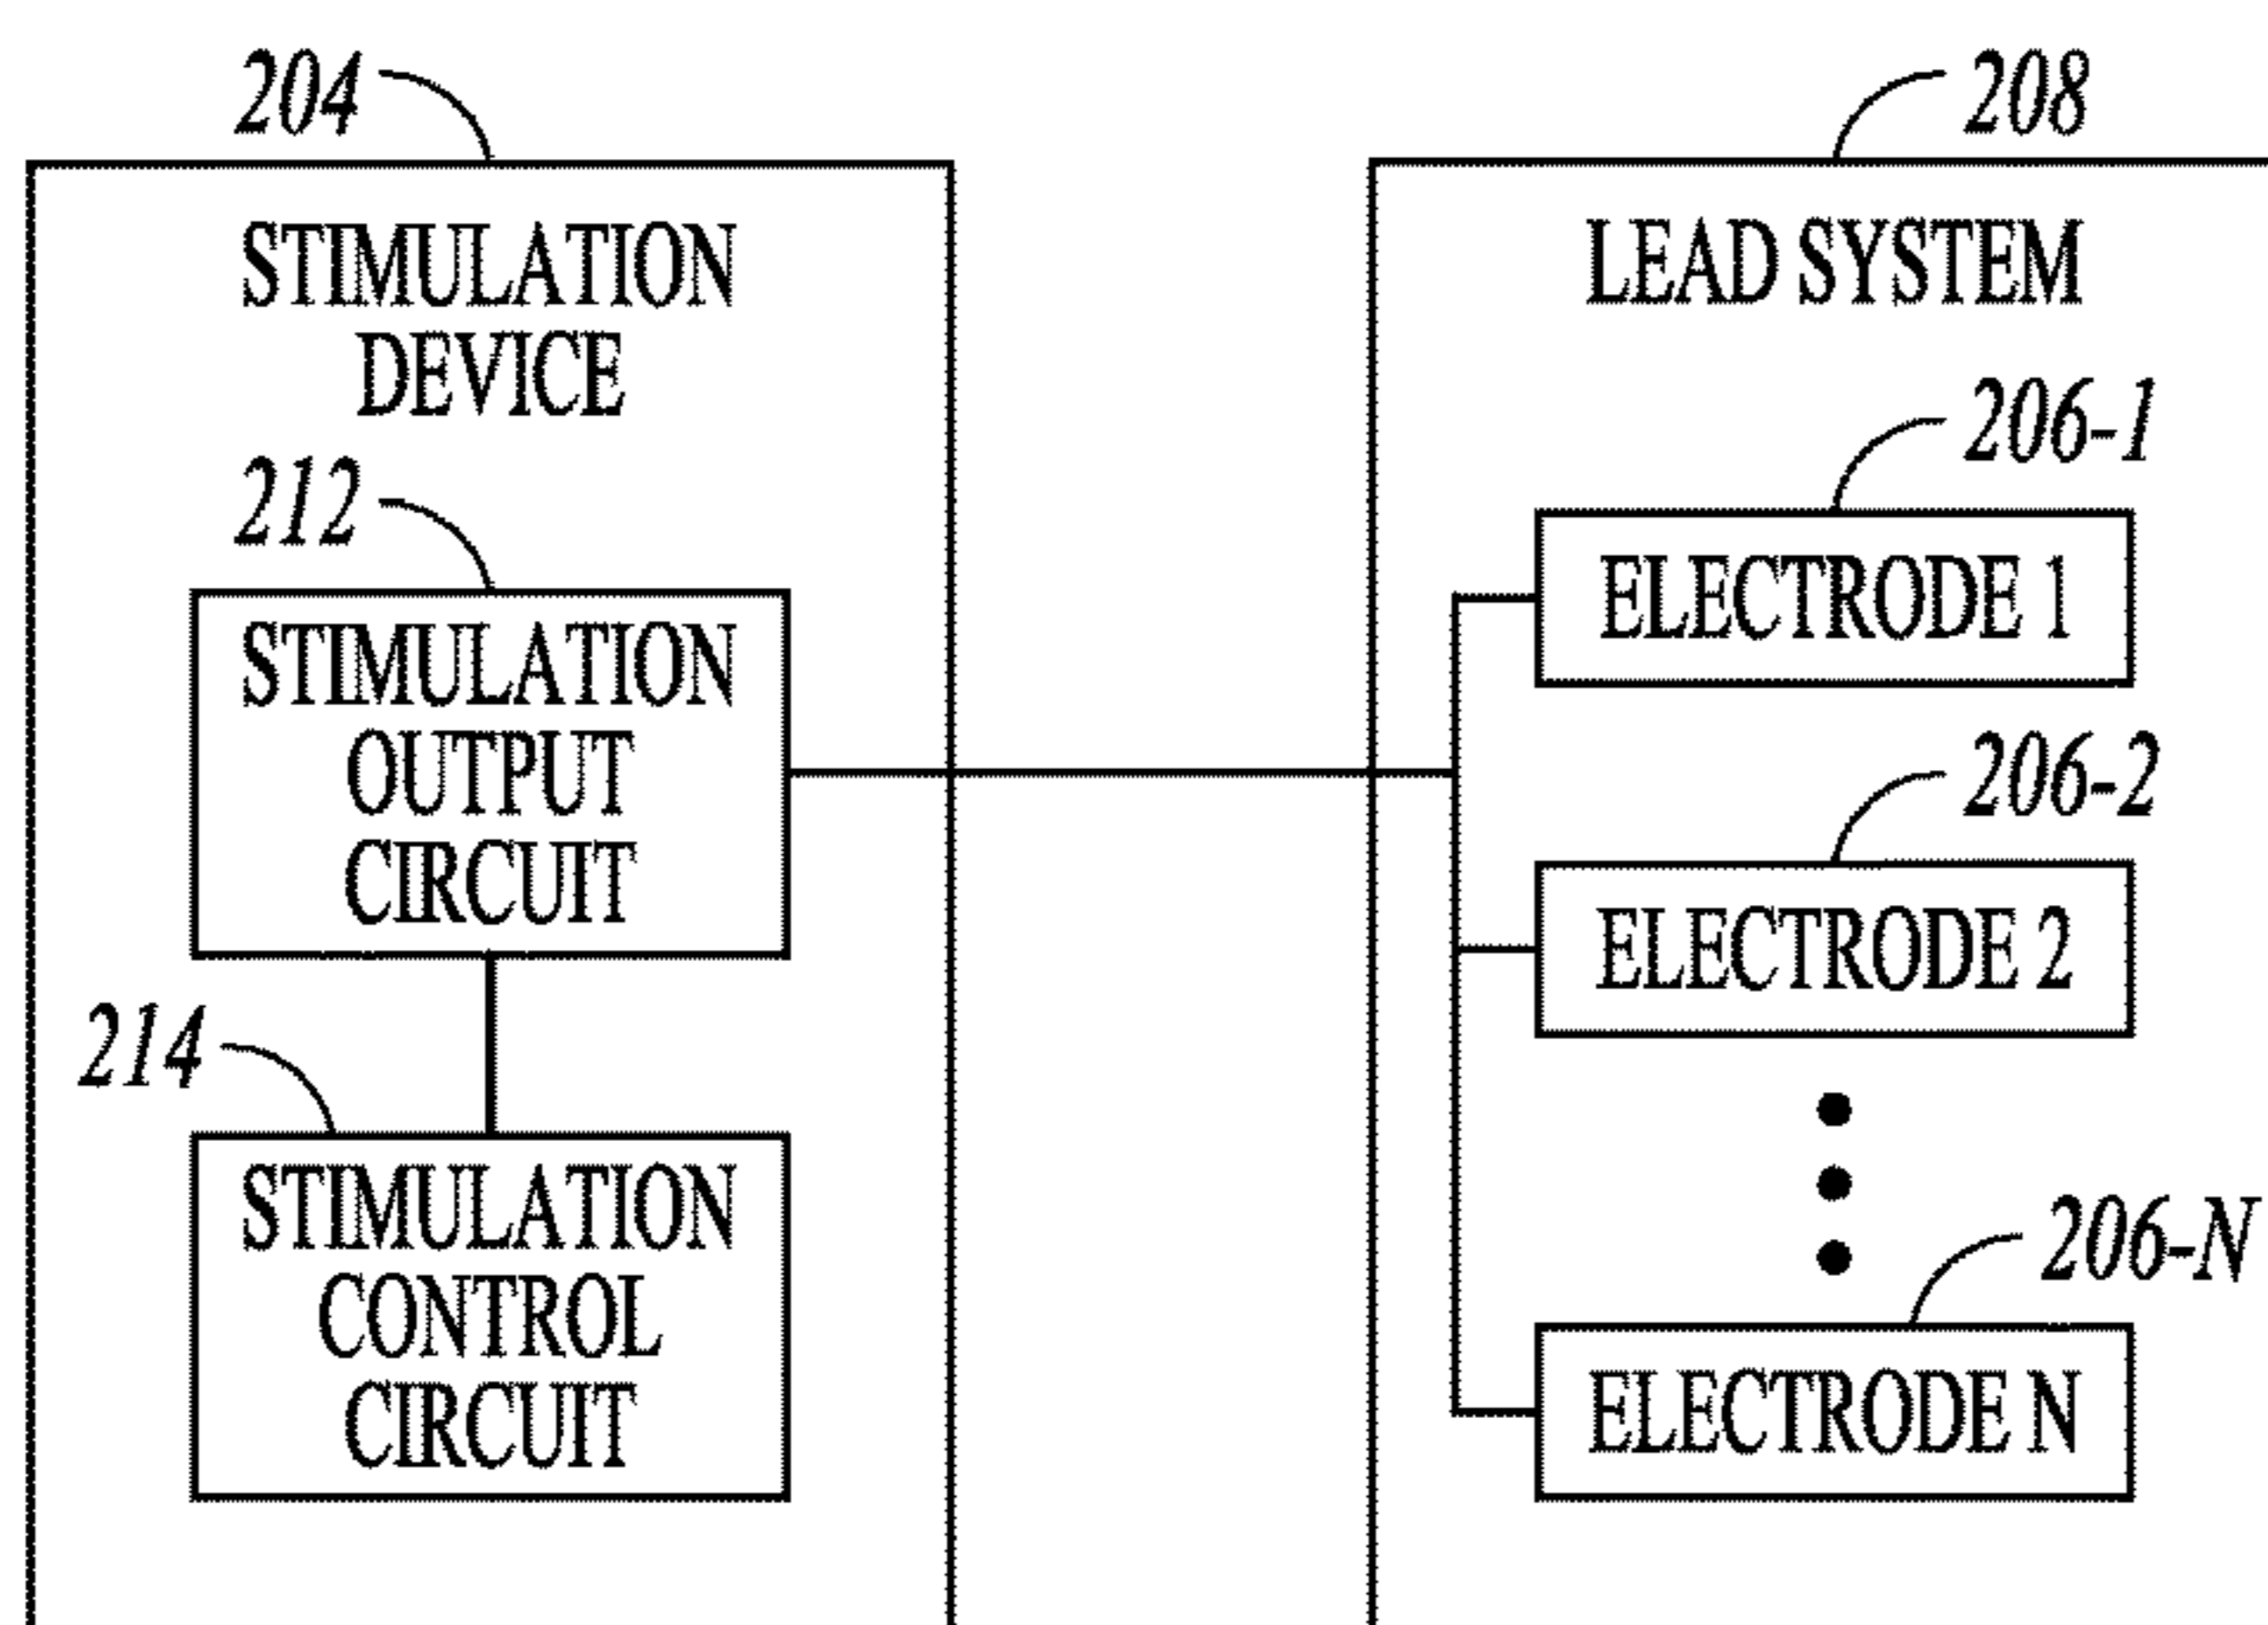 204
STIMULATION
DEVICE
212
STIMULATION
OUTPUT
CIRCUIT
214
STIMULATION
CONTROL
CIRCUIT
208
LEAD SYSTEM
206-1
ELECTRODE 1
206-2
ELECTRODE 2
206-N
ELECTRODE N